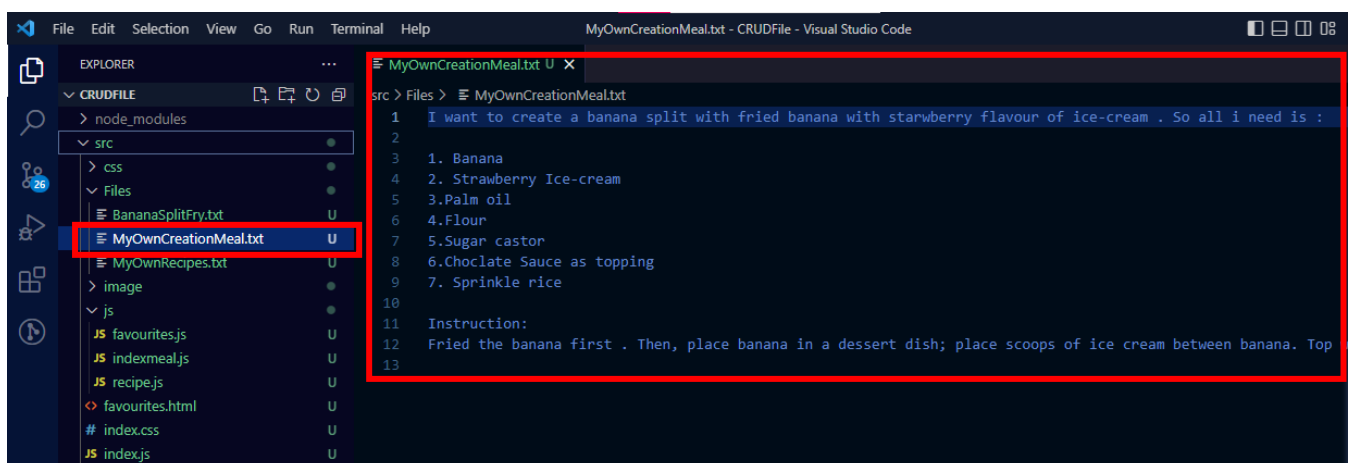 File Edit Selection View Go Run Terminal Help MyOwnCreationMeal.txt - CRUDFile - Visual Studio Code
EXPLORER ...
CRUDFILE
node_modules
src
css
Files
BananaSplitFry.txt U
MyOwnCreationMeal.txt U
MyOwnRecipes.txt U
image
js
JS favourites.js U
JS indexmeal.js U
JS recipe.js U
<> favourites.html U
# index.css U
JS index.js U
26
MyOwnCreationMeal.txt U X
src > Files > MyOwnCreationMeal.txt
1 I want to create a banana split with fried banana with starwberry flavour of ice-cream . So all i need is :
2
3 1. Banana
4 2. Strawberry Ice-cream
5 3.Palm oil
6 4.Flour
7 5.Sugar castor
8 6.Choclate Sauce as topping
9 7. Sprinkle rice
10
11 Instruction:
12 Fried the banana first . Then, place banana in a dessert dish; place scoops of ice cream between banana. Top
13